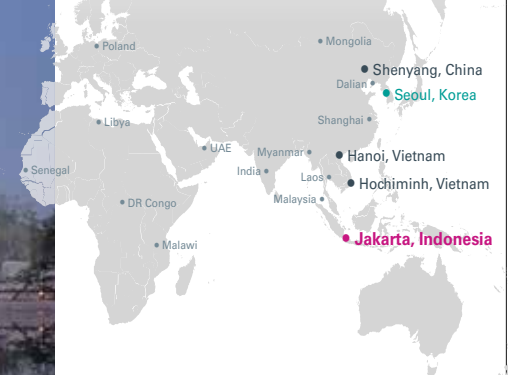 Poland
Mongolia
Shenyang, China
Dalian
Seoul, Korea
Shanghai
Libya
UAE
Myanmar
Hanoi, Vietnam
India
Laos
Senegal
Hochiminh, Vietnam
Malaysia
DR Congo
Jakarta, Indonesia
Malawi